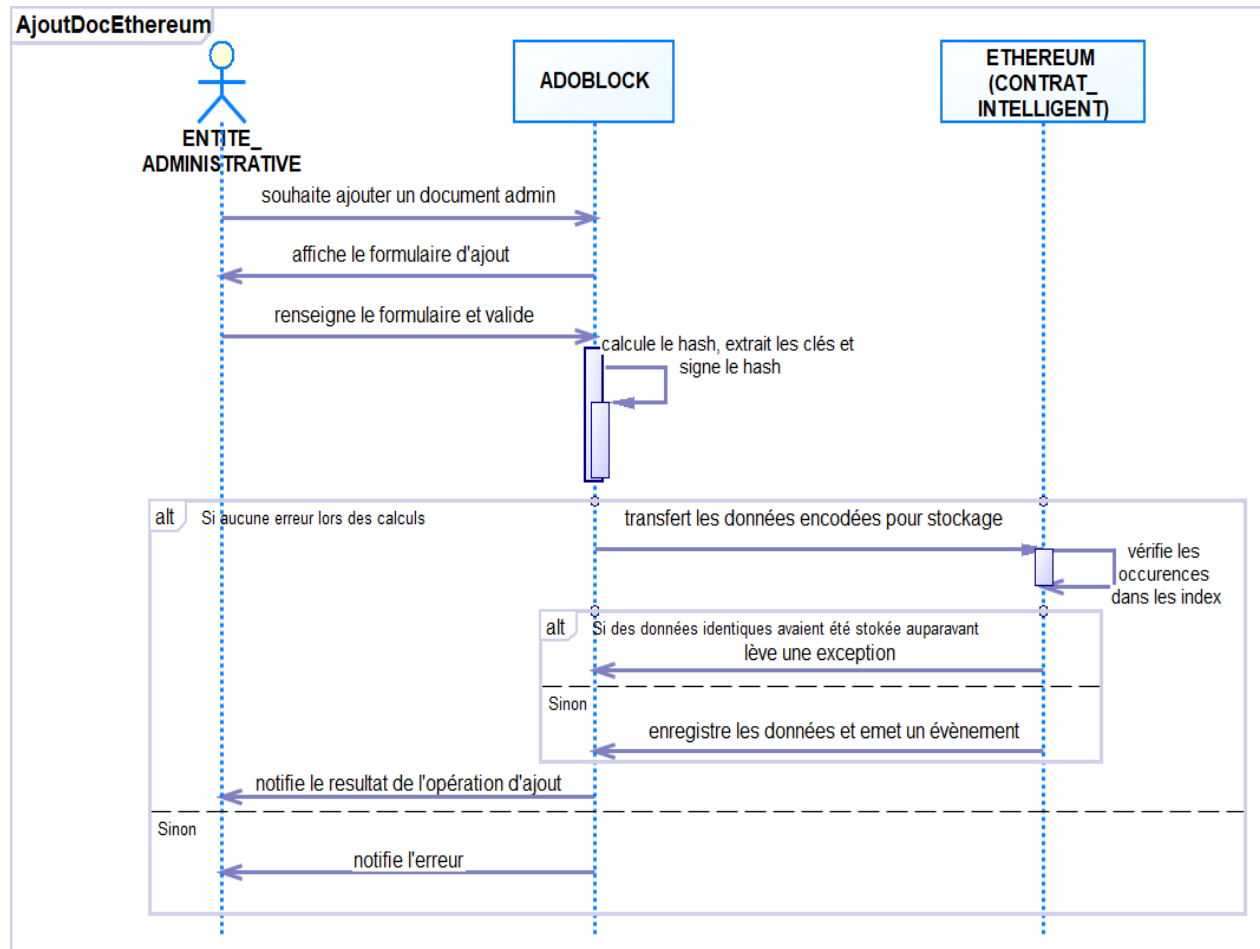 AjoutDocEthereum
ENTITE_
ADMINISTRATIVE
ADOBLOCK
ETHEREUM
(CONTRAT_
INTELLIGENT)
souhaite ajouter un document admin
affiche le formulaire d'ajout
renseigne le formulaire et valide
calcule le hash, extrait les clés et
signe le hash
alt
Si aucune erreur lors des calculs
transfert les données encodées pour stockage
vérifie les
occurences
dans les index
alt
Si des données identiques avaient été stokée auparavant
lève une exception
Sinon
enregistre les données et emet un évènement
notifie le resultat de l'opération d'ajout
Sinon
notifie l'erreur